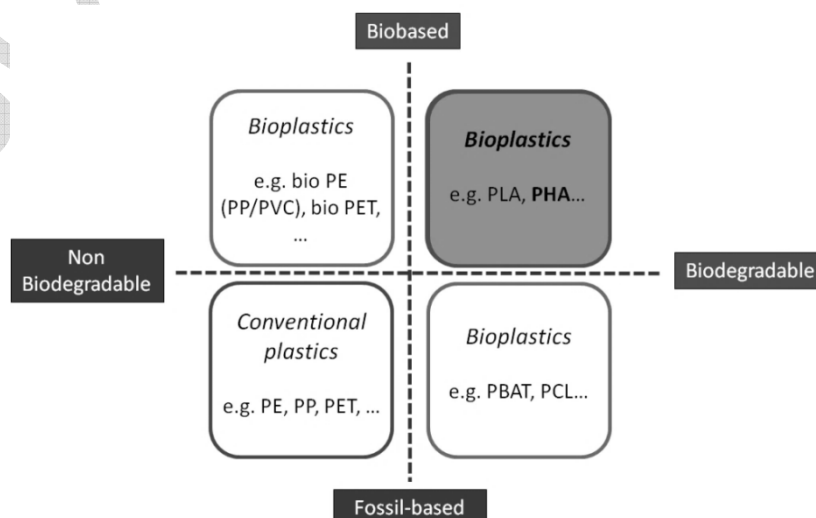 Biobased
Bioplastics
e.g. bio PE
(PP/PVC), bio PET,
...
Bioplastics
e.g. PLA, PHA...
Non
Biodegradable
Biodegradable
Conventional
plastics
e.g. PE, PP, PET, ...
Bioplastics
e.g. PBAT, PCL...
Fossil-based